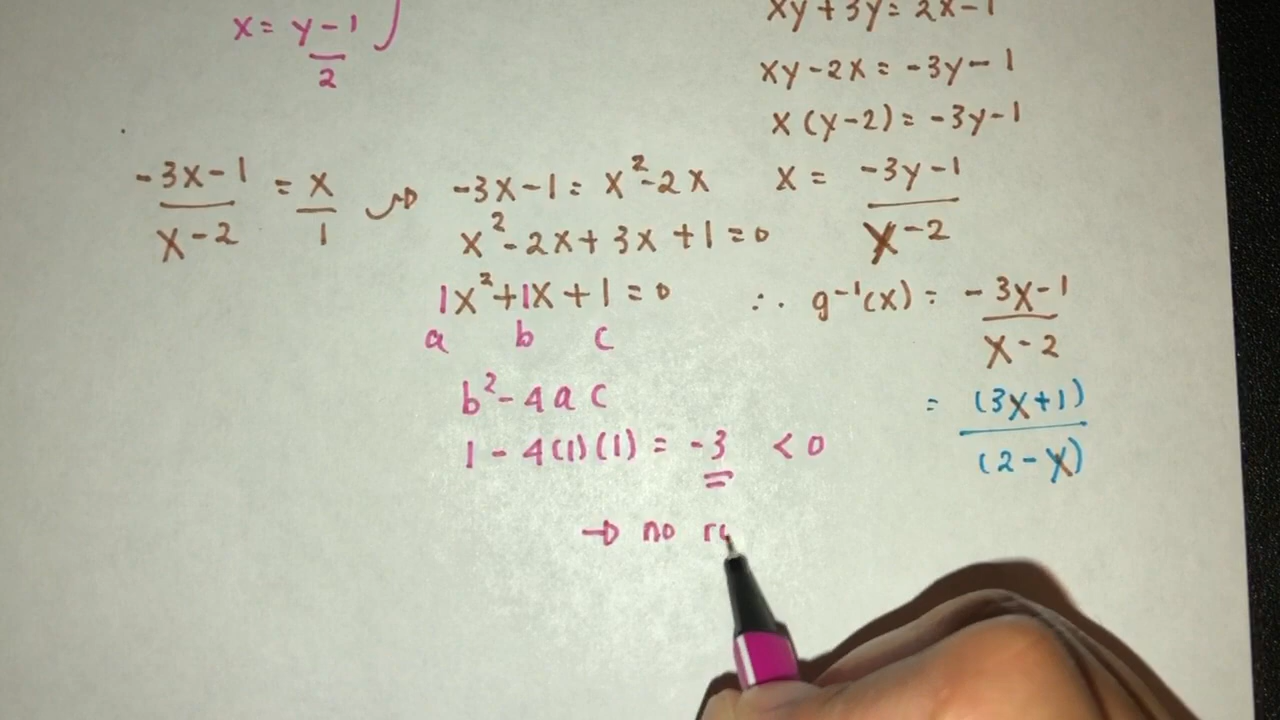 x = y-1/2
xy + 3y = 2x - 1
xy - 2x = -3y - 1
x(y-2) = -3y-1
x = -3y-1/y-2
∴ g⁻¹(x) = -3x-1/x-2
= (3x+1)/(2-x)
-3x-1/x-2 = x/1 → -3x-1 = x²-2x
x²-2x+3x+1=0
1x²+1x+1=0
a b c
b²-4ac
1-4(1)(1) = -3 < 0
→ no